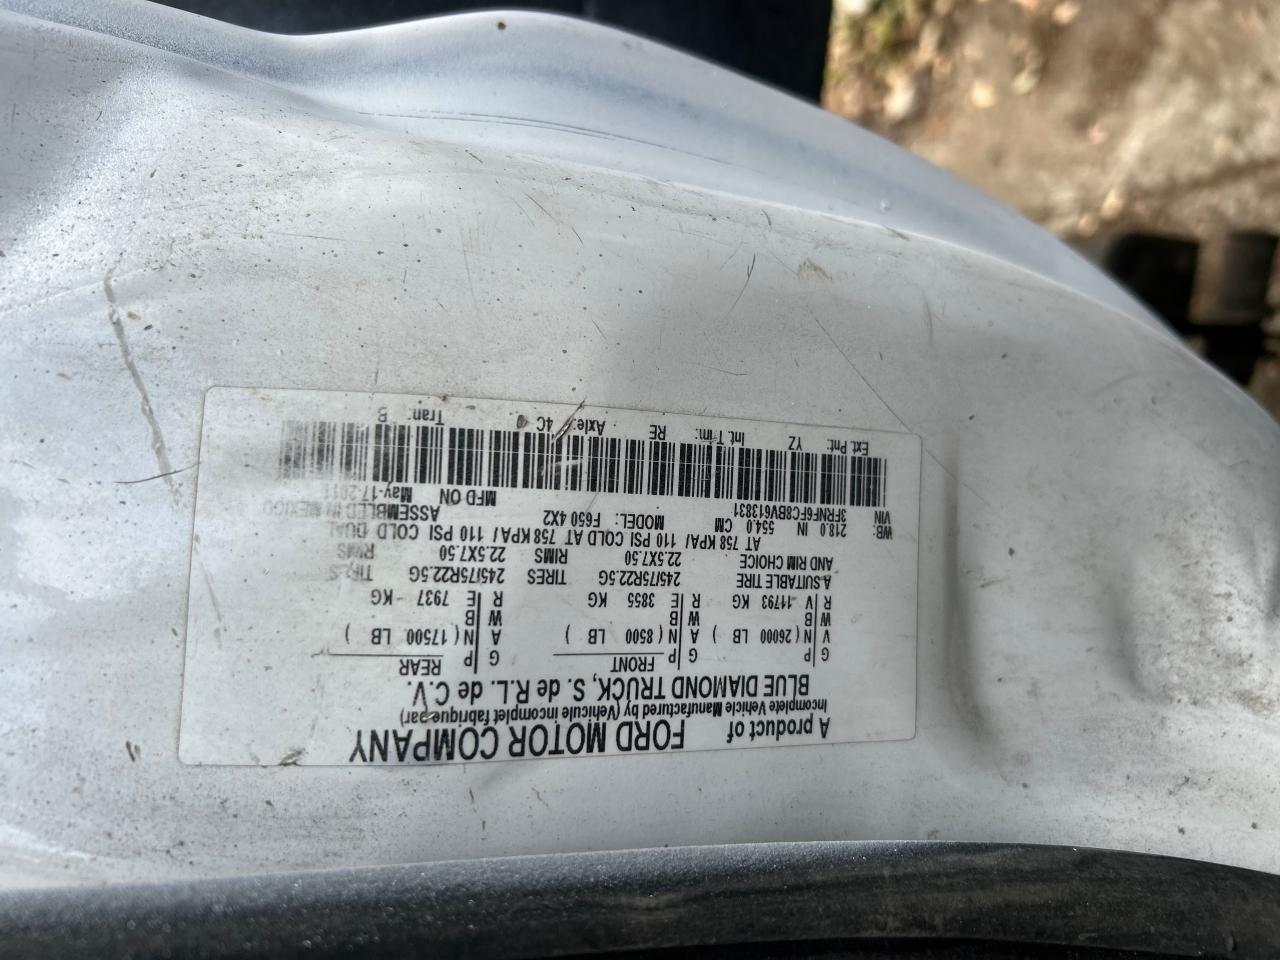 A product of FORD MOTOR COMPANY
Incomplete Vehicle Manufactured by (Vehicule incomplet fabrique par)
BLUE DIAMOND TRUCK, S. de R.L. de C.V.
G P FRONT G P REAR G P
V N ( 26000 LB ) A N ( 8500 LB ) A N ( 17500 LB )
W B W B W B
R V 11793 KG R E 3855 KG R E 7937 KG
A SUITABLE TIRE 245/75R22.5G TIRES 245/75R22.5G TIRES
AND RIM CHOICE 22.5X7.50 RIMS 22.5X7.50 RIMS
AT 758 KPA/ 110 PSI COLD AT 758 KPA/ 110 PSI COLD DUAL
WB: 218.0 IN 554.0 CM MODEL: F650 4X2 ASSEMBLED IN MEXICO
VIN 3FRNF6FC8BV613831 MFD ON May-17-2011
Ext. Pnt: YZ Int. Trim: RE Axle: 4C Tran: B